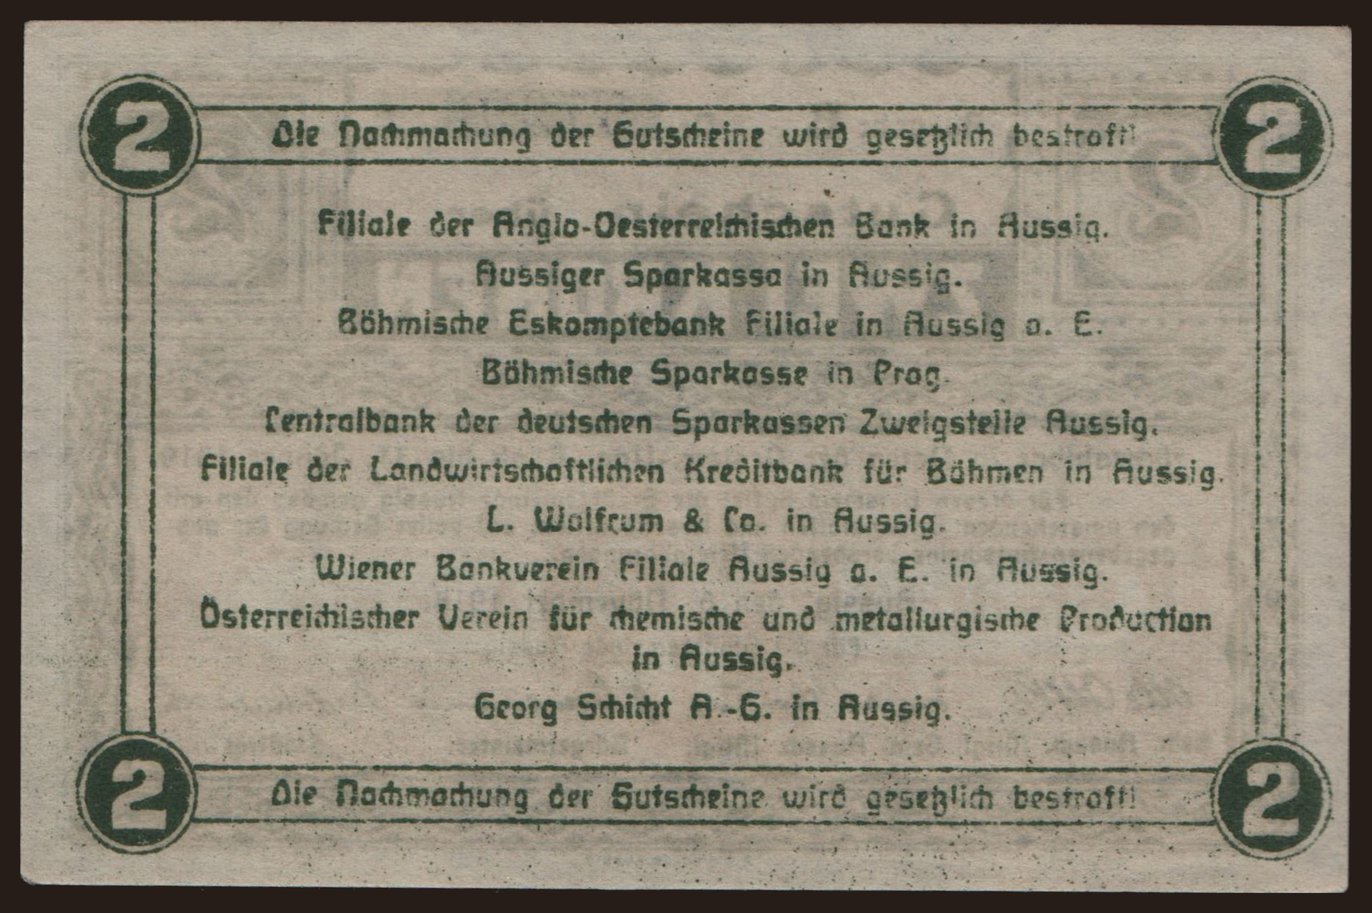 2 Die Nachmachung der Gutscheine wird gesetzlich bestraft! 2
Filiale der Anglo-Oesterreichischen Bank in Aussig.
Aussiger Sparkassa in Aussig.
Böhmische Eskomptebank Filiale in Aussig a. E.
Böhmische Sparkasse in Prag.
Centralbank der deutschen Sparkassen Zweigstelle Aussig.
Filiale der Landwirtschaftlichen Kreditbank für Böhmen in Aussig.
L. Wolfrum & Co. in Aussig.
Wiener Bankverein Filiale Aussig a. E. in Aussig.
Österreichischer Verein für chemische und metallurgische Production
in Aussig.
Georg Schicht A.-G. in Aussig.
2 Die Nachmachung der Gutscheine wird gesetzlich bestraft! 2